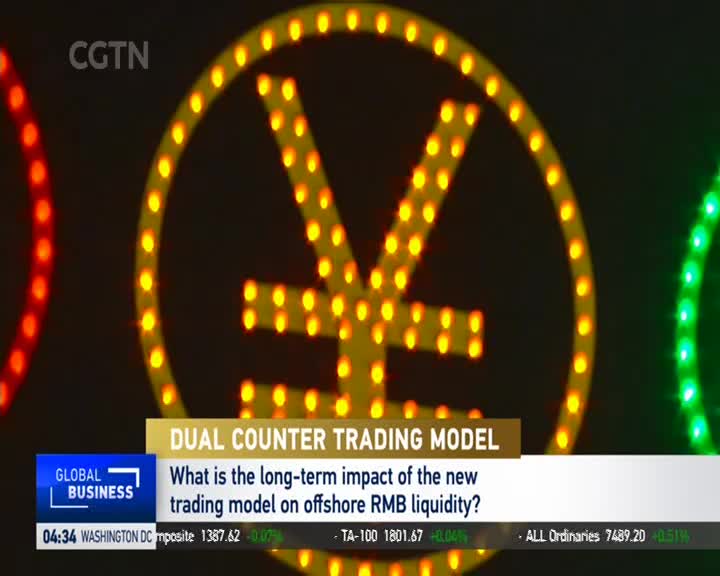 CGTN
¥
DUAL COUNTER TRADING MODEL
GLOBAL
BUSINESS
What is the long-term impact of the new
trading model on offshore RMB liquidity?
04:34 WASHINGTON DC mposite 1387.62 -0.07% - TA-100 1801.67 +0.04% - ALL Ordinaries 7489.20 +0.51%